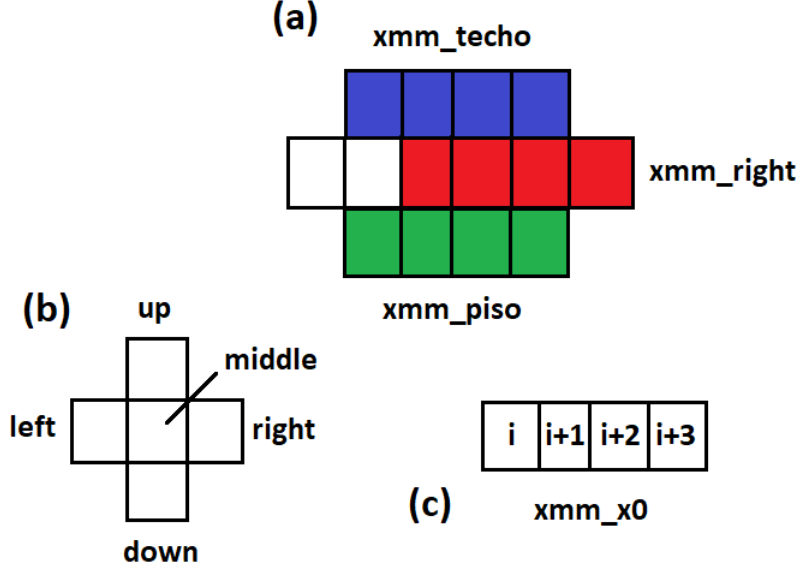 (a)
xmm_techo
xmm_right
xmm_piso
(b)
up
middle
left
right
down
i i+1 i+2 i+3
(c)
xmm_x0